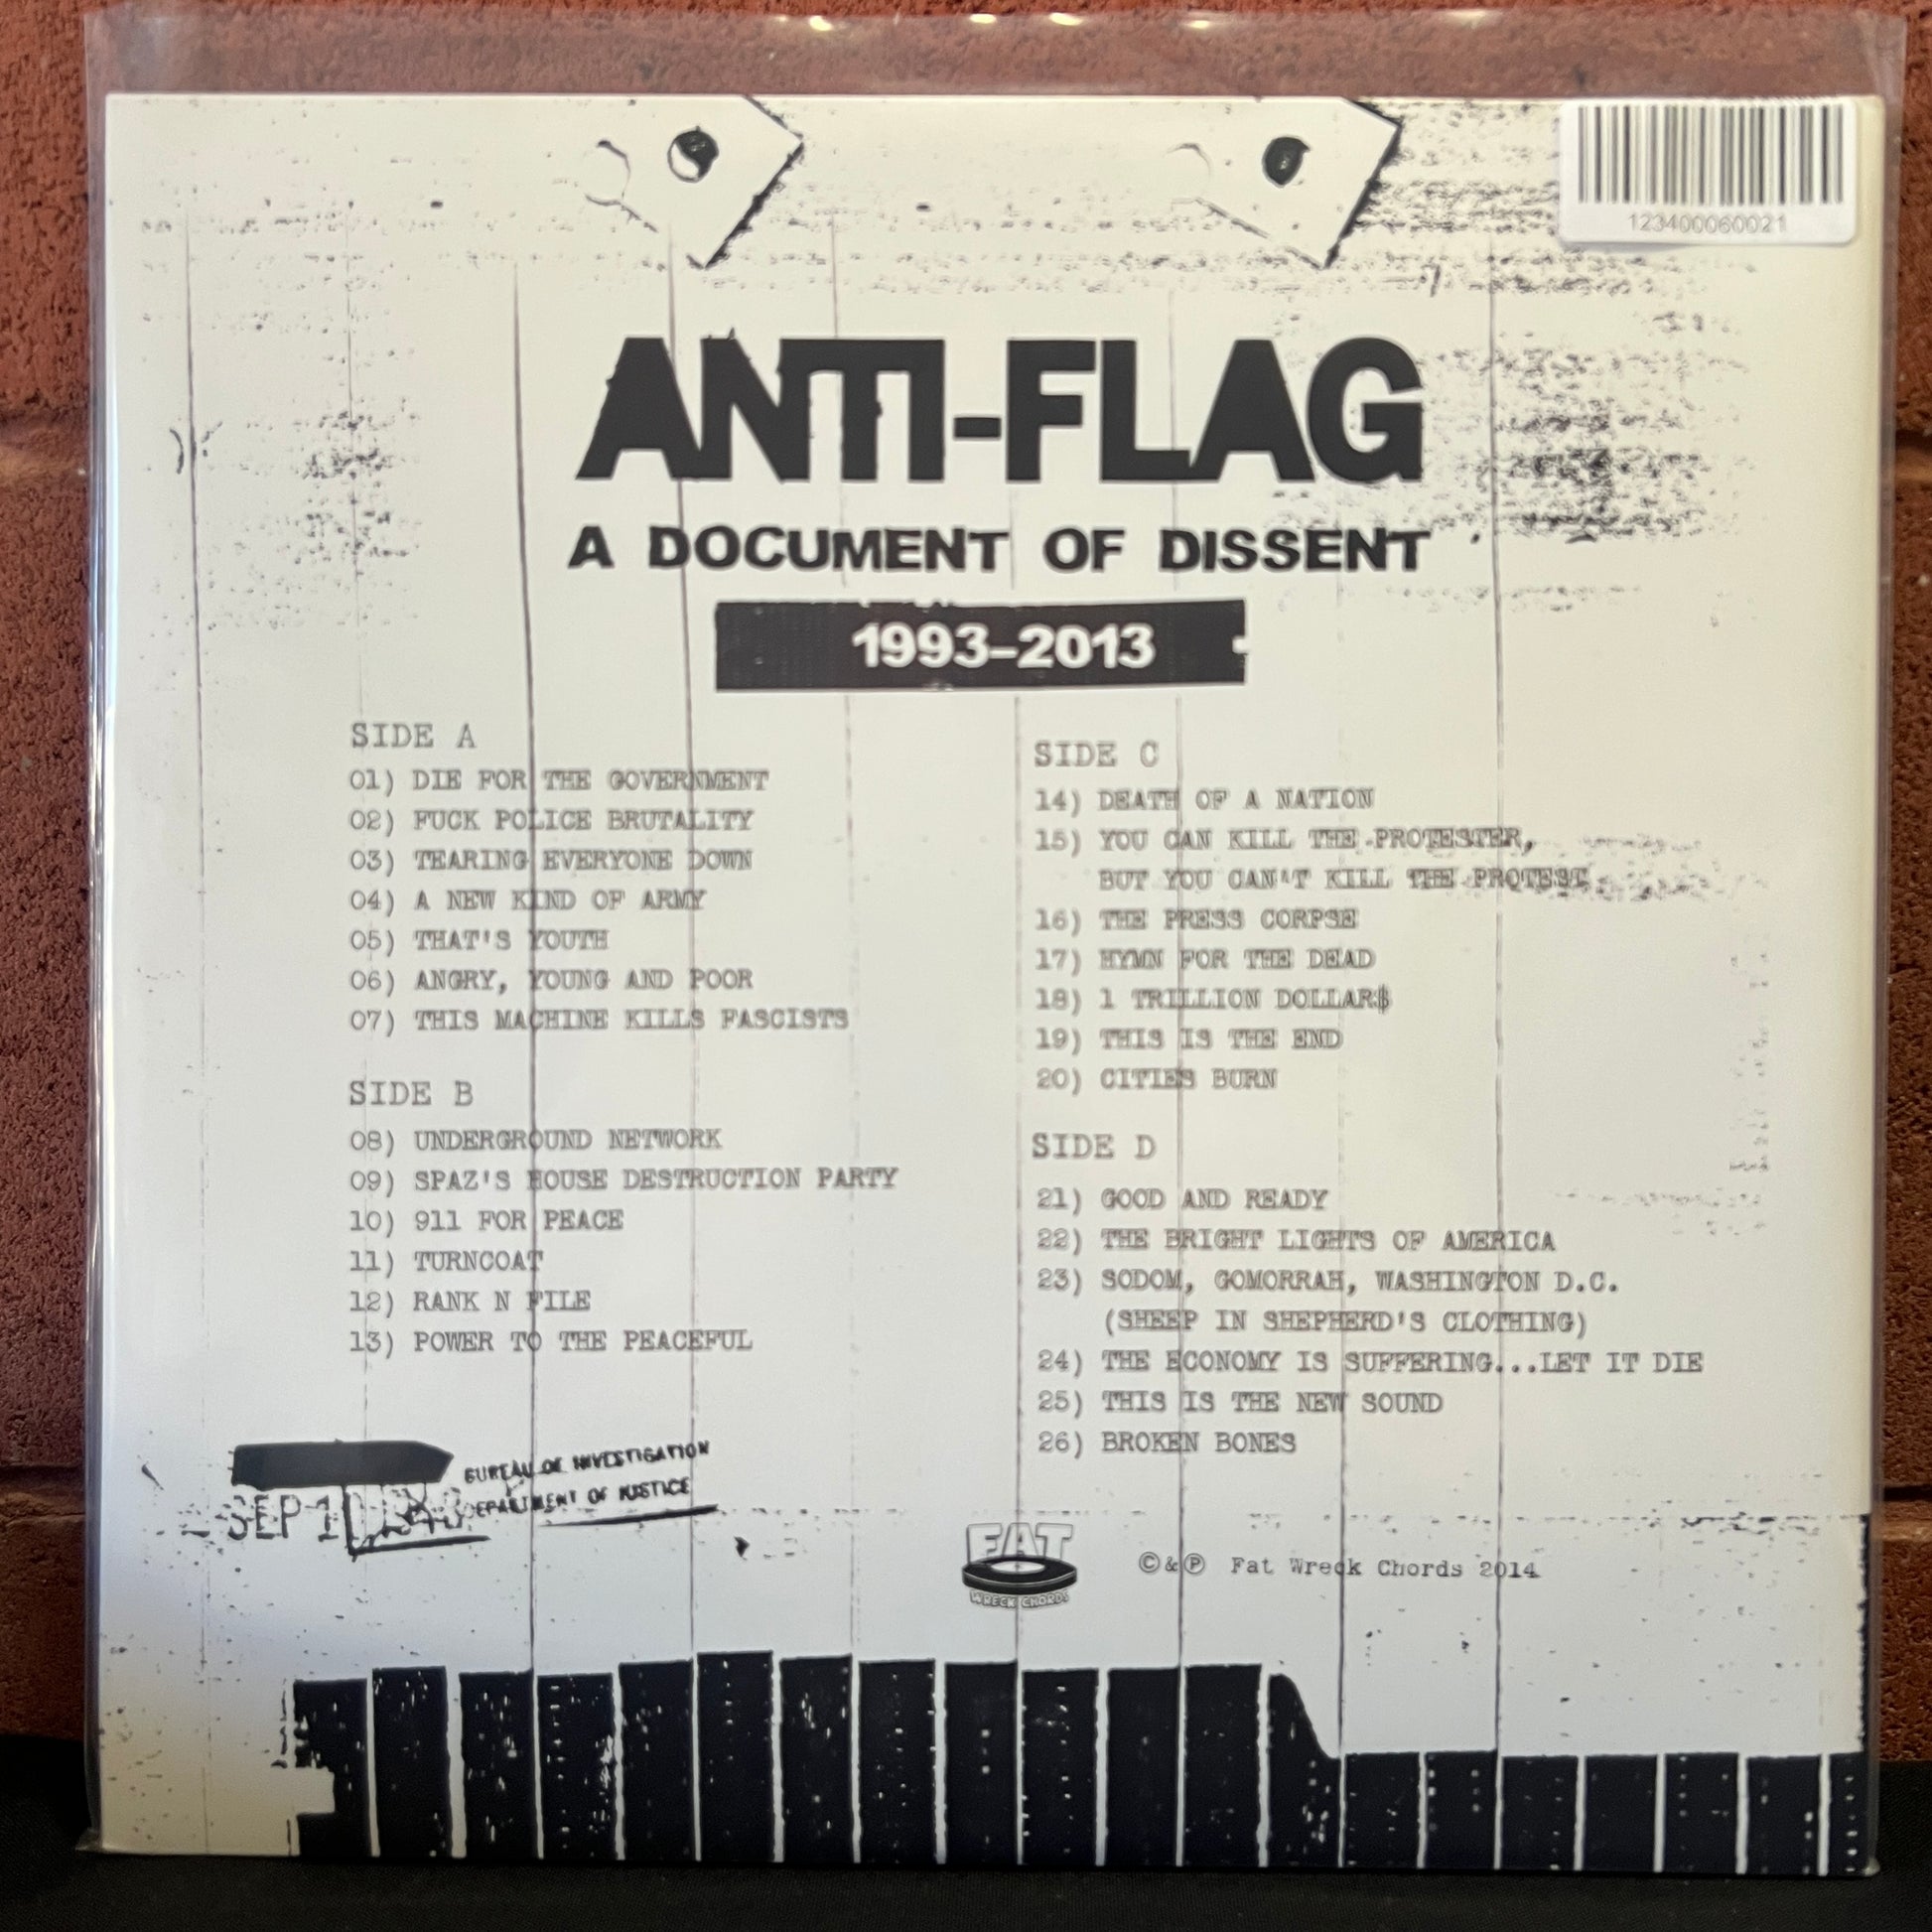 123400060021
ANTI-FLAG
A DOCUMENT OF DISSENT
1993-2013
SIDE A
01) DIE FOR THE GOVERNMENT
02) FUCK POLICE BRUTALITY
03) TEARING EVERYONE DOWN
04) A NEW KIND OF ARMY
05) THAT'S YOUTH
06) ANGRY, YOUNG AND POOR
07) THIS MACHINE KILLS FASCISTS
SIDE B
08) UNDERGROUND NETWORK
09) SPAZ'S HOUSE DESTRUCTION PARTY
10) 911 FOR PEACE
11) TURNCOAT
12) RANK N FILE
13) POWER TO THE PEACEFUL
SIDE C
14) DEATH OF A NATION
15) YOU CAN KILL THE PROTESTER,
BUT YOU CAN'T KILL THE PROTEST
16) THE PRESS CORPSE
17) HYMN FOR THE DEAD
18) 1 TRILLION DOLLAR$
19) THIS IS THE END
20) CITIES BURN
SIDE D
21) GOOD AND READY
22) THE BRIGHT LIGHTS OF AMERICA
23) SODOM, GOMORRAH, WASHINGTON D.C.
(SHEEP IN SHEPHERD'S CLOTHING)
24) THE ECONOMY IS SUFFERING...LET IT DIE
25) THIS IS THE NEW SOUND
26) BROKEN BONES
BUREAU OF INVESTIGATION
DEPARTMENT OF JUSTICE
SEP
FAT
WRECK CHORDS
©&℗ Fat Wreck Chords 2014